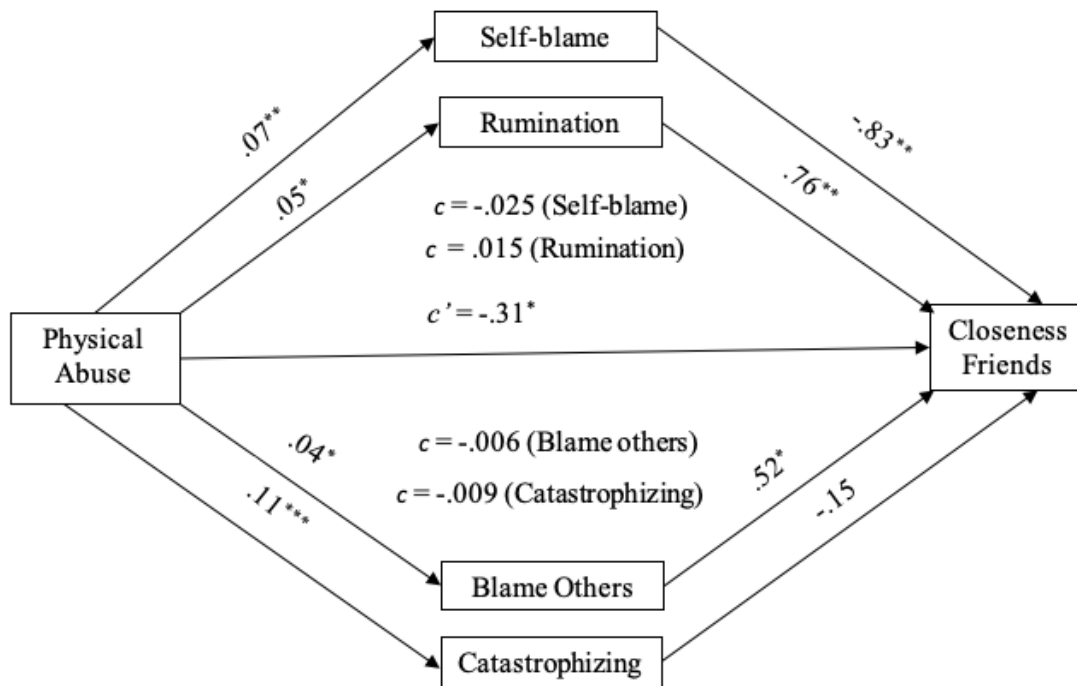 Self-blame
.07**
-.83**
Rumination
.05*
.76**
c = -.025 (Self-blame)
c = .015 (Rumination)
c’ = -.31*
Physical
Abuse
Closeness
Friends
.04*
c = -.006 (Blame others)
.52*
.11***
c = -.009 (Catastrophizing)
-.15
Blame Others
Catastrophizing